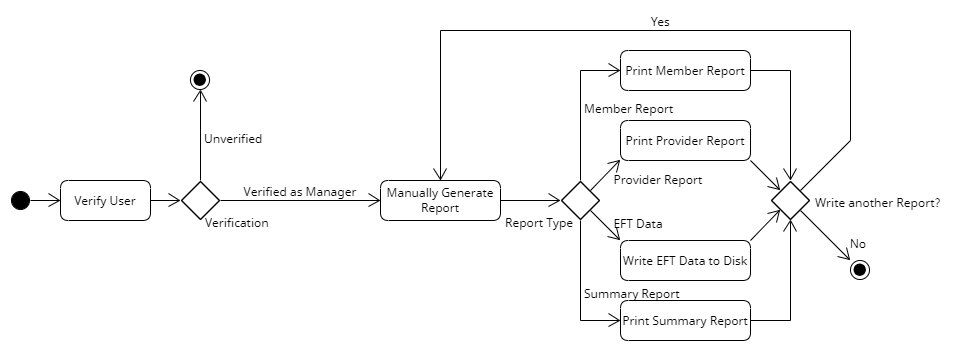 Yes
Print Member Report
Member Report
Unverified
Print Provider Report
Provider Report
Verified as Manager
Verify User
Manually Generate
Report
Verification
Report Type
Write another Report?
EFT Data
No
Write EFT Data to Disk
Summary Report
Print Summary Report